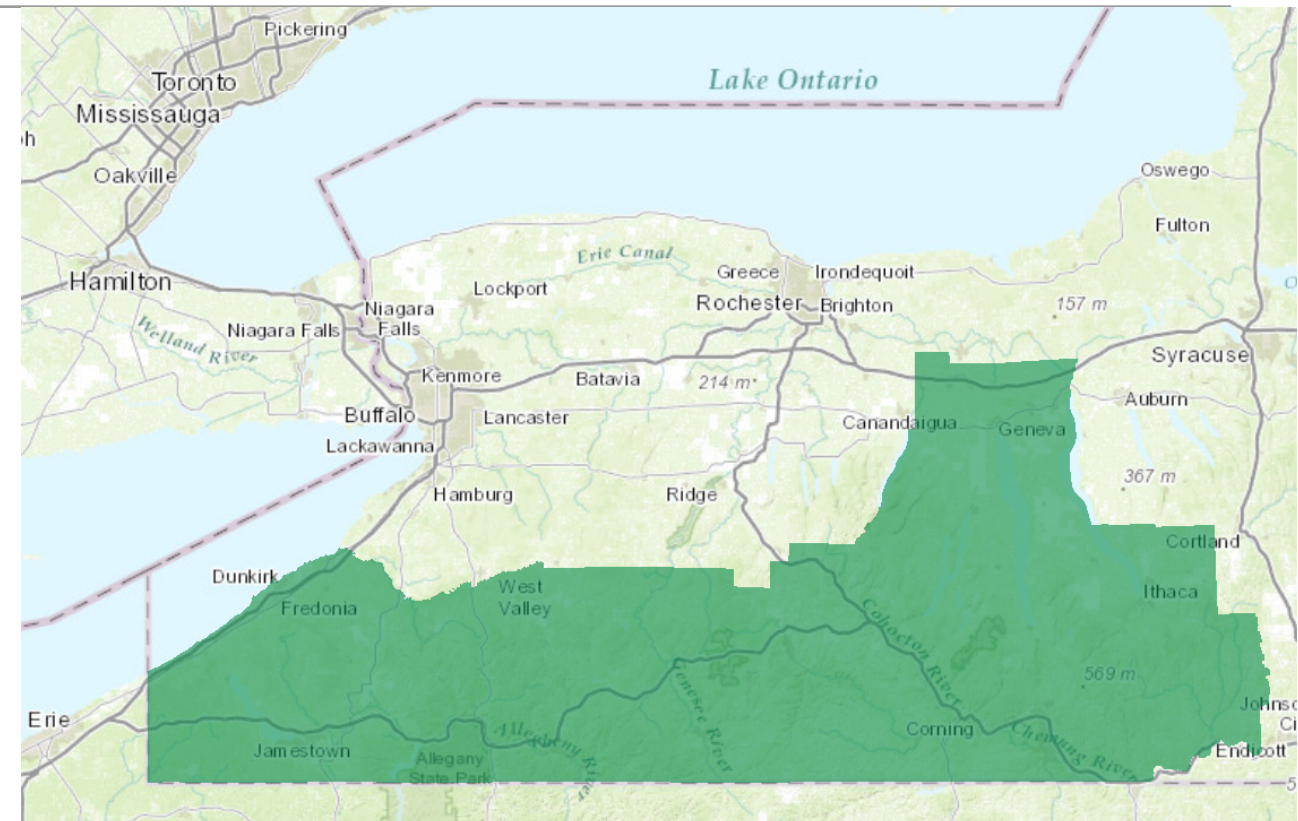 Pickering
Toronto
Lake Ontario
Mississauga
h
Oswego
Oakville
Fulton
Erie Canal
Greece
Irondequoit
Hamilton
Lockport
Rochester
Brighton
157 m
Niagara
Falls
Niagara Falls
Welland River
Syracuse
Kenmore
Batavia
214 m
Auburn
Buffalo
Lancaster
Canandaigua
Geneva
Lackawanna
367 m
Hamburg
Ridge
Cortland
Dunkirk
West
Valley
Ithaca
Fredonia
Cohocton River
569 m
Genesee River
Johnso
Ci
Erie
Allegheny River
Corning
Chemung River
Jamestown
Allegany
State Park
Endicott
5